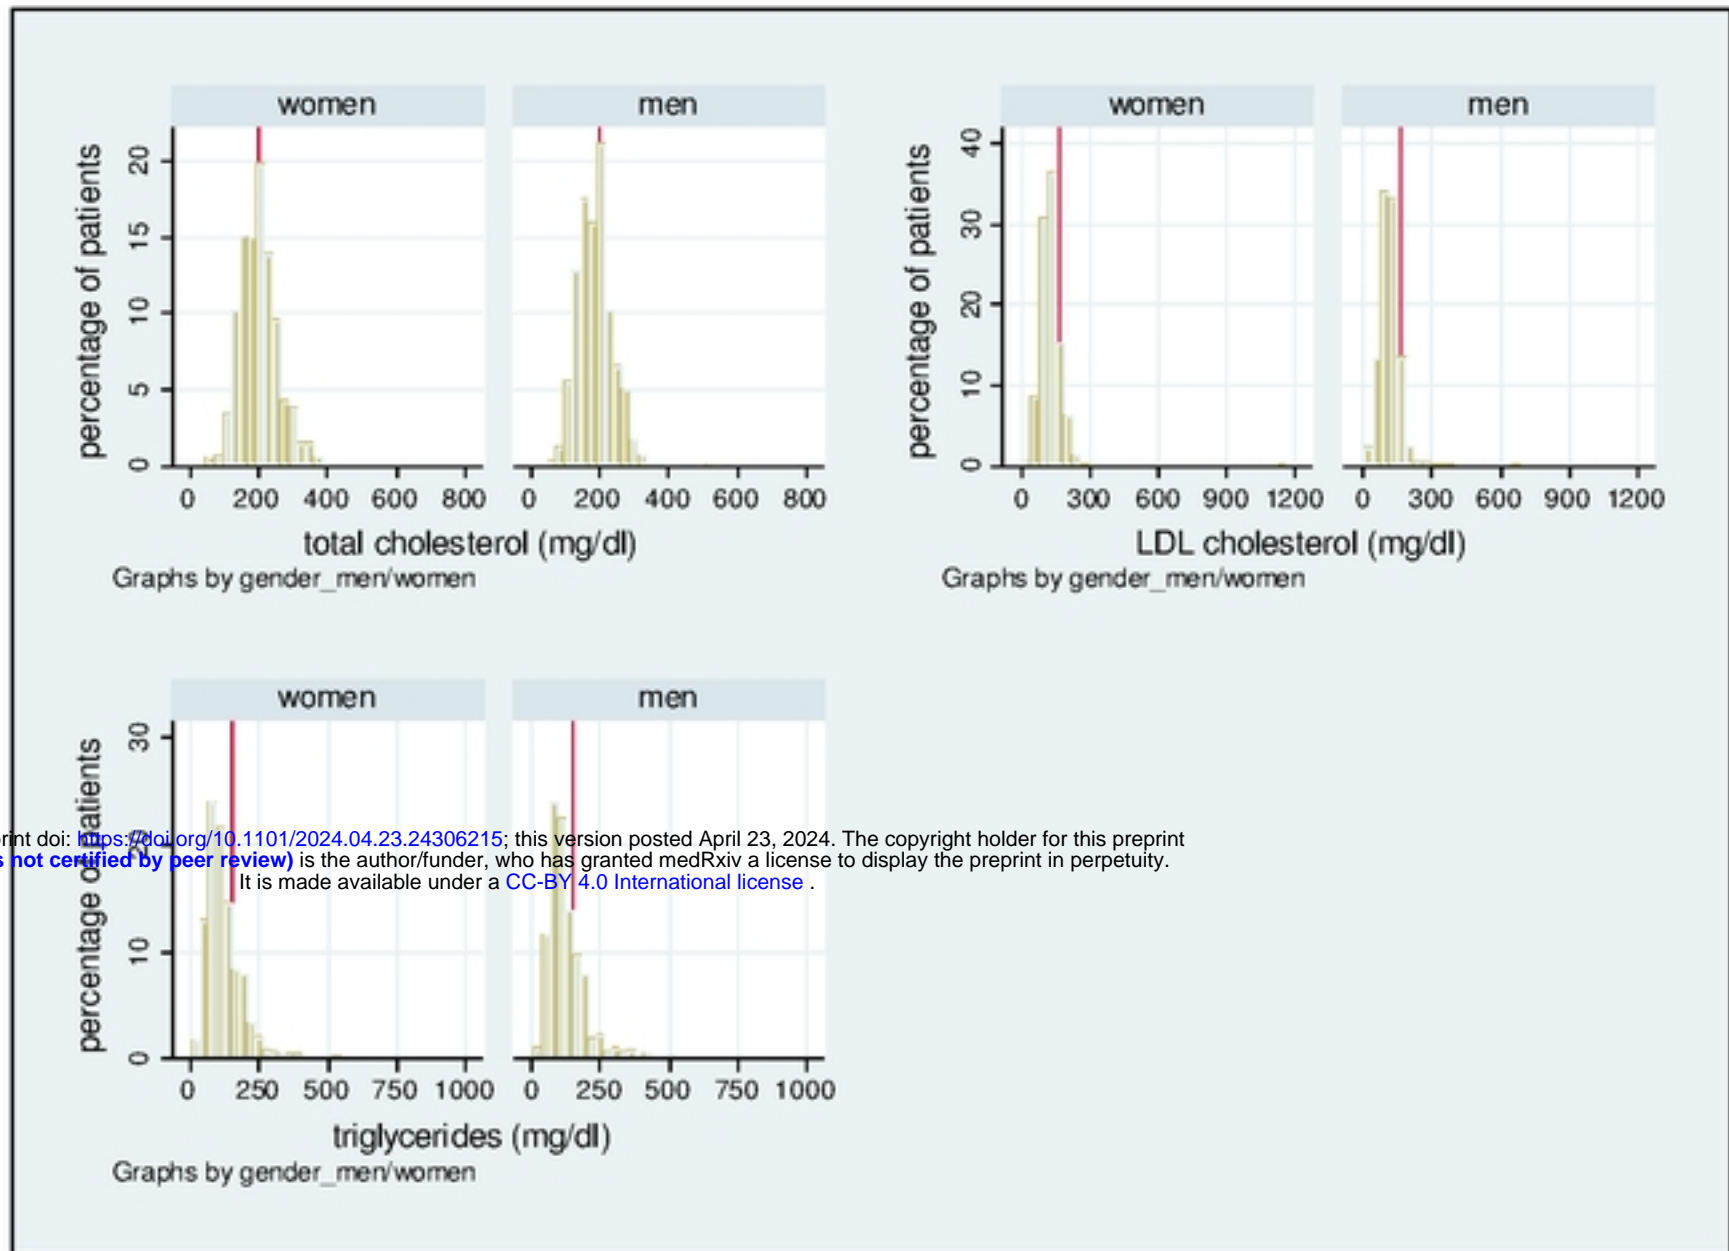 women men
percentage of patients
20
15
10
5
0
0 200 400 600 800 0 200 400 600 800
total cholesterol (mg/dl)
Graphs by gender_men/women
women men
percentage of patients
40
30
20
10
0
0 300 600 900 1200 0 300 600 900 1200
LDL cholesterol (mg/dl)
Graphs by gender_men/women
women men
percentage of patients
30
20
10
0
0 250 500 750 1000 0 250 500 750 1000
triglycerides (mg/dl)
Graphs by gender_men/women
rint doi: https://doi.org/10.1101/2024.04.23.24306215; this version posted April 23, 2024. The copyright holder for this preprint
s not certified by peer review) is the author/funder, who has granted medRxiv a license to display the preprint in perpetuity.
It is made available under a CC-BY 4.0 International license .